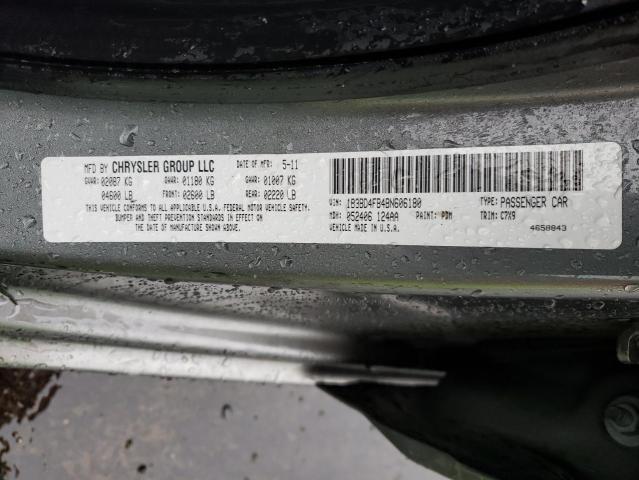 MFD BY CHRYSLER GROUP LLC DATE OF MFR: 5-11
GVWR: 02087 KG GAWR: 01180 KG GAWR: 01007 KG
04600 LB FRONT: 02600 LB REAR: 02220 LB
THIS VEHICLE CONFORMS TO ALL APPLICABLE U.S.A. FEDERAL MOTOR VEHICLE SAFETY,
BUMPER AND THEFT PREVENTION STANDARDS IN EFFECT ON
THE DATE OF MANUFACTURE SHOWN ABOVE.
VIN: 1B3BD4FB4BN606180 TYPE: PASSENGER CAR
MDH: 052406 124AA PAINT: PDM TRIM: C7X9
VEHICLE MADE IN U.S.A. 4658843